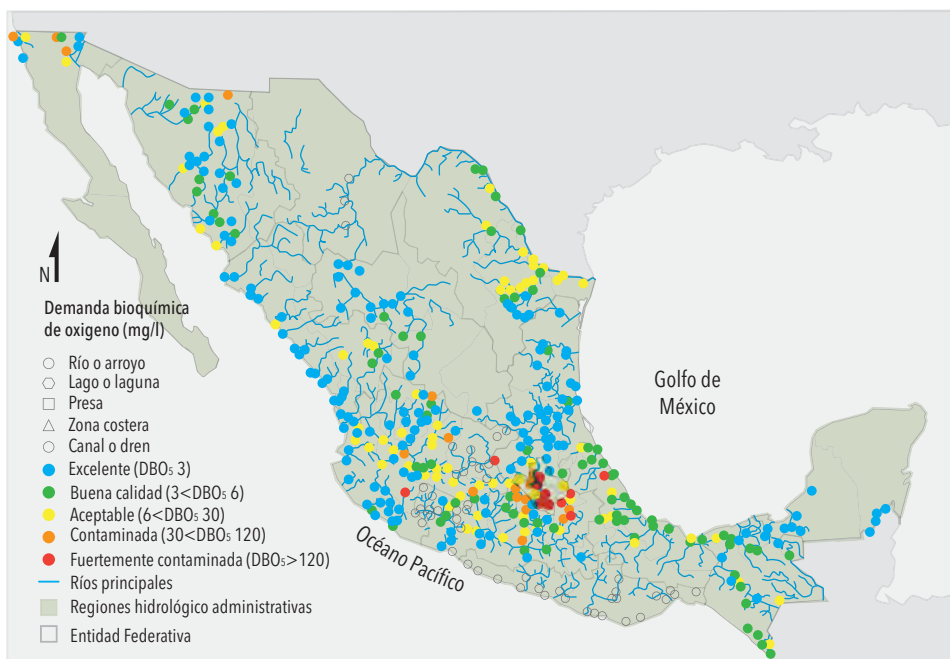 N
Demanda bioquímica
de oxigeno (mg/l)
Río o arroyo
Lago o laguna
Presa
Zona costera
Canal o dren
Excelente (DBO₅ 3)
Buena calidad (3<DBO₅ 6)
Aceptable (6<DBO₅ 30)
Contaminada (30<DBO₅ 120)
Fuertemente contaminada (DBO₅>120)
Ríos principales
Regiones hidrológico administrativas
Entidad Federativa
Golfo de
México
Océano Pacífico